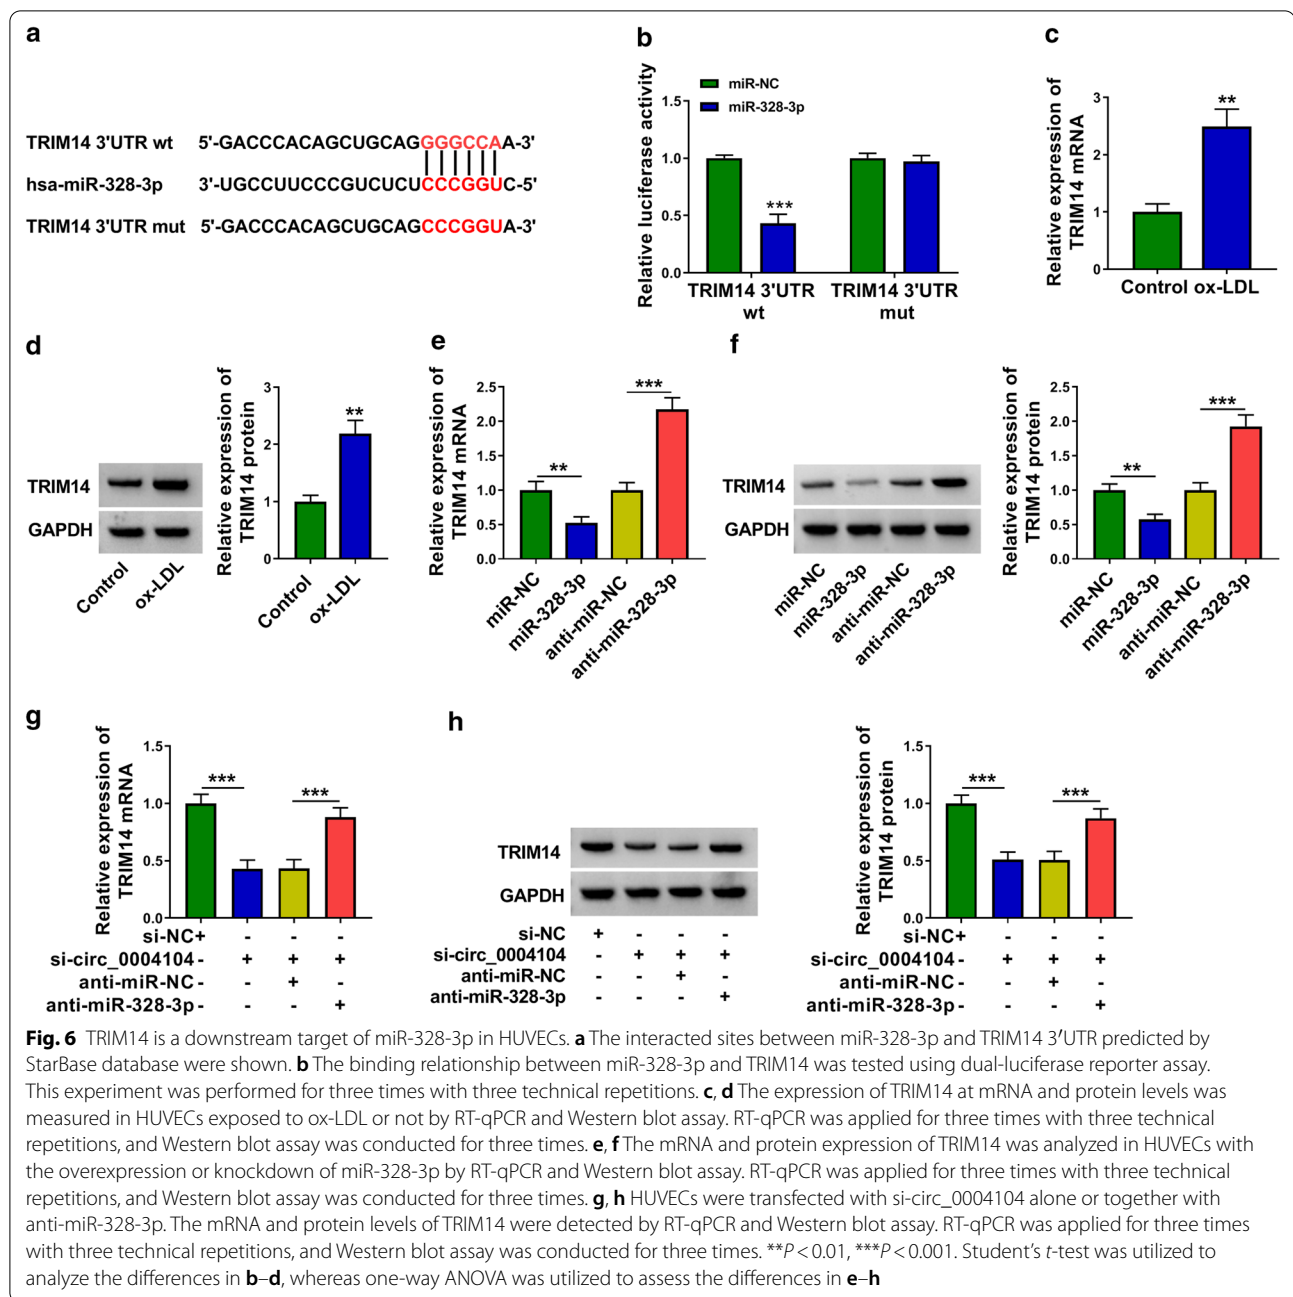 a
TRIM14 3'UTR wt 5'-GACCCACAGCUGCAGGGGCCAA-3'
hsa-miR-328-3p 3'-UGCCUUCCCGUCUCUCCCGGUC-5'
TRIM14 3'UTR mut 5'-GACCCACAGCUGCAGCCCGGUA-3'
b
miR-NC
miR-328-3p
Relative luciferase activity
1.5
1.0
0.5
0.0
***
TRIM14 3'UTR wt
TRIM14 3'UTR mut
c
Relative expression of
TRIM14 mRNA
3
2
1
0
**
Control ox-LDL
d
TRIM14
GAPDH
Control
ox-LDL
Relative expression of
TRIM14 protein
3
2
1
0
**
Control
ox-LDL
e
Relative expression of
TRIM14 mRNA
2.5
2.0
1.5
1.0
0.5
0.0
**
***
miR-NC
miR-328-3p
anti-miR-NC
anti-miR-328-3p
f
TRIM14
GAPDH
miR-NC
miR-328-3p
anti-miR-NC
anti-miR-328-3p
Relative expression of
TRIM14 protein
2.5
2.0
1.5
1.0
0.5
0.0
**
***
miR-NC
miR-328-3p
anti-miR-NC
anti-miR-328-3p
g
Relative expression of
TRIM14 mRNA
1.5
1.0
0.5
0.0
***
***
si-NC + - - -
si-circ_0004104 - + + +
anti-miR-NC - - + -
anti-miR-328-3p - - - +
h
TRIM14
GAPDH
si-NC + - - -
si-circ_0004104 - + + +
anti-miR-NC - - + -
anti-miR-328-3p - - - +
Relative expression of
TRIM14 protein
1.5
1.0
0.5
0.0
***
***
si-NC + - - -
si-circ_0004104 - + + +
anti-miR-NC - - + -
anti-miR-328-3p - - - +
Fig. 6 TRIM14 is a downstream target of miR-328-3p in HUVECs. a The interacted sites between miR-328-3p and TRIM14 3′UTR predicted by
StarBase database were shown. b The binding relationship between miR-328-3p and TRIM14 was tested using dual-luciferase reporter assay.
This experiment was performed for three times with three technical repetitions. c, d The expression of TRIM14 at mRNA and protein levels was
measured in HUVECs exposed to ox-LDL or not by RT-qPCR and Western blot assay. RT-qPCR was applied for three times with three technical
repetitions, and Western blot assay was conducted for three times. e, f The mRNA and protein expression of TRIM14 was analyzed in HUVECs with
the overexpression or knockdown of miR-328-3p by RT-qPCR and Western blot assay. RT-qPCR was applied for three times with three technical
repetitions, and Western blot assay was conducted for three times. g, h HUVECs were transfected with si-circ_0004104 alone or together with
anti-miR-328-3p. The mRNA and protein levels of TRIM14 were detected by RT-qPCR and Western blot assay. RT-qPCR was applied for three times
with three technical repetitions, and Western blot assay was conducted for three times. **P < 0.01, ***P < 0.001. Student's t-test was utilized to
analyze the differences in b–d, whereas one-way ANOVA was utilized to assess the differences in e–h